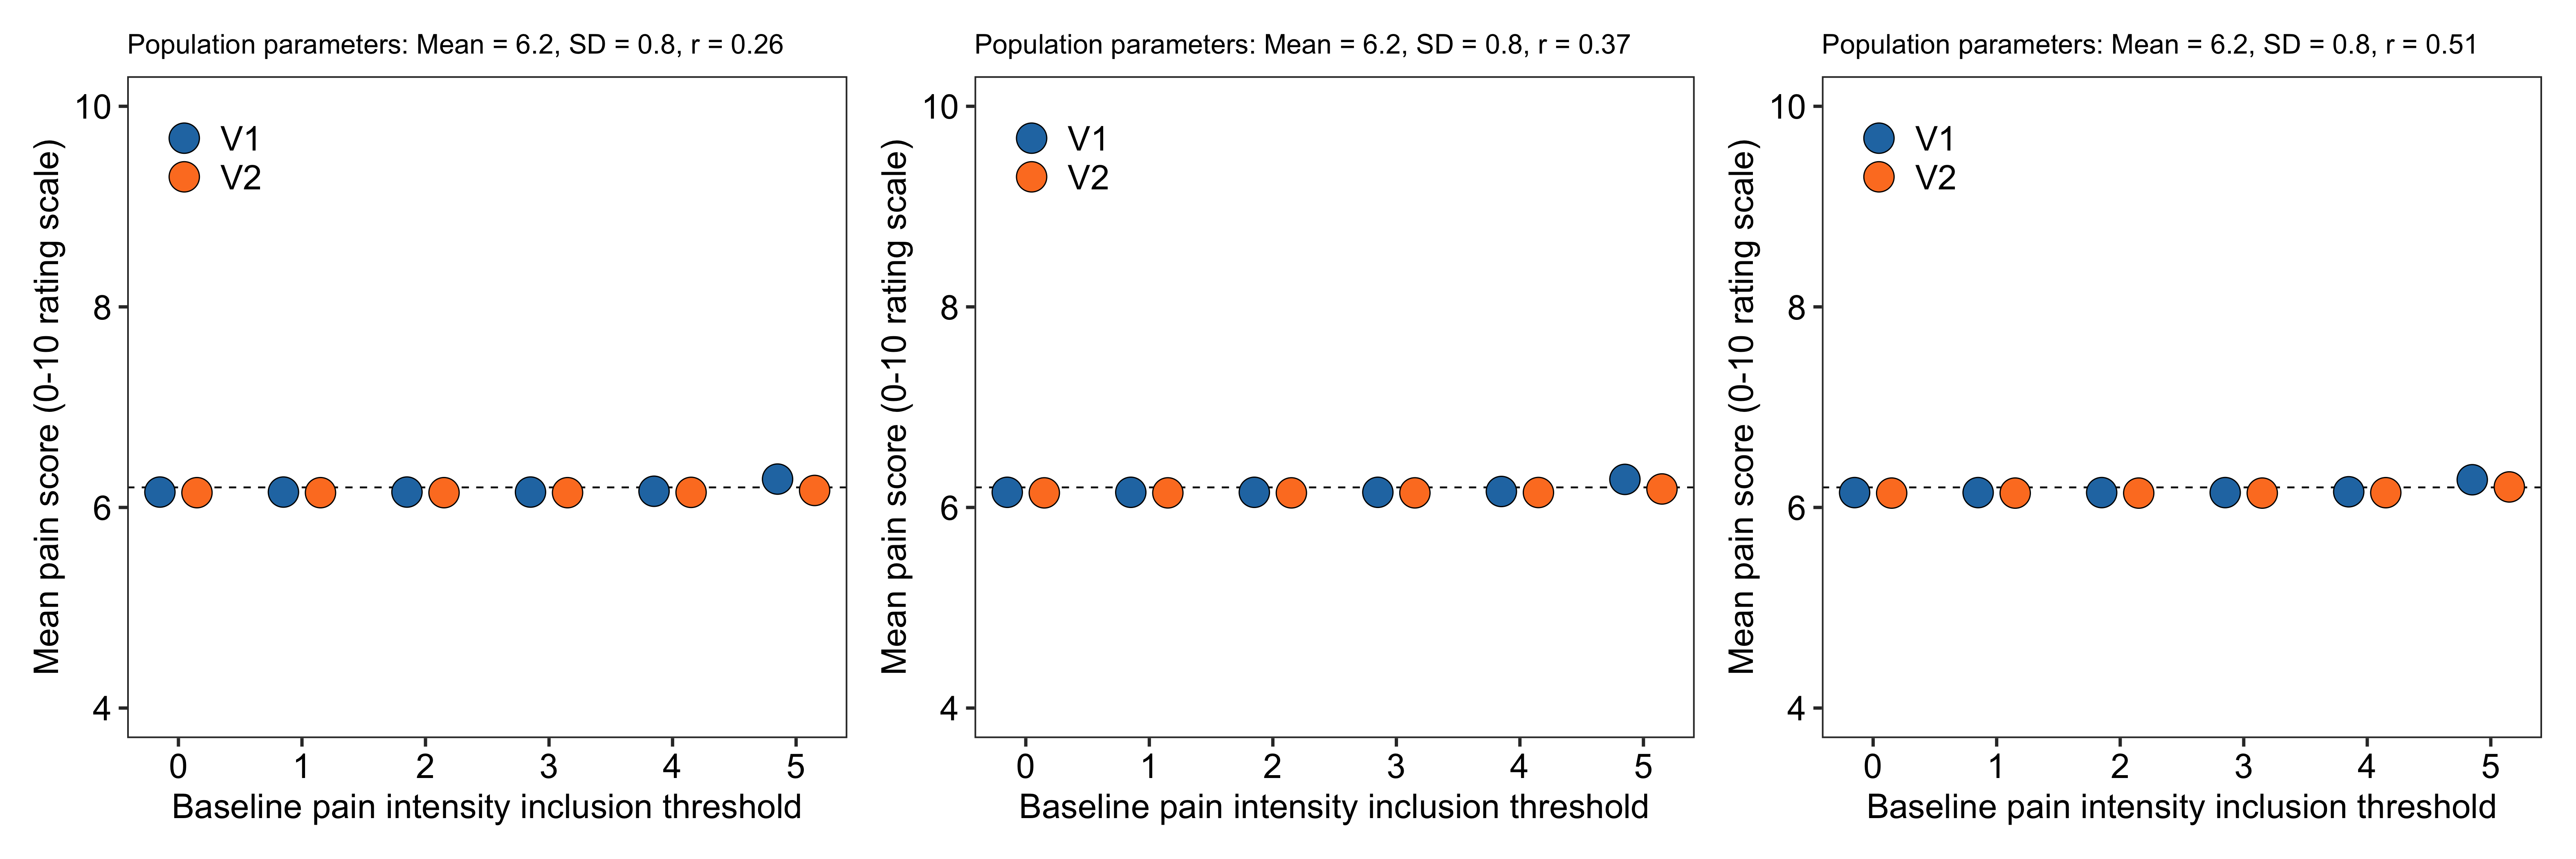 Population parameters: Mean = 6.2, SD = 0.8, r = 0.26
Mean pain score (0-10 rating scale)
10
8
6
4
V1
V2
0 1 2 3 4 5
Baseline pain intensity inclusion threshold
Population parameters: Mean = 6.2, SD = 0.8, r = 0.37
Mean pain score (0-10 rating scale)
10
8
6
4
V1
V2
0 1 2 3 4 5
Baseline pain intensity inclusion threshold
Population parameters: Mean = 6.2, SD = 0.8, r = 0.51
Mean pain score (0-10 rating scale)
10
8
6
4
V1
V2
0 1 2 3 4 5
Baseline pain intensity inclusion threshold